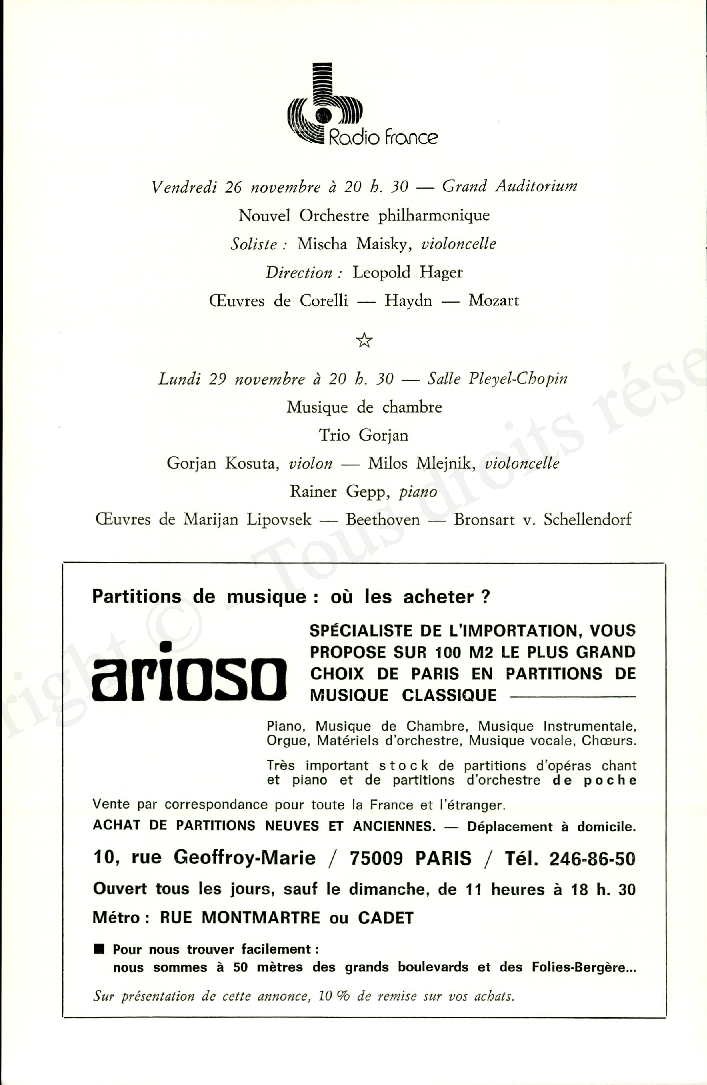 Radio france
Vendredi 26 novembre à 20 h. 30 — Grand Auditorium
Nouvel Orchestre philharmonique
Soliste : Mischa Maisky, violoncelle
Direction : Leopold Hager
Œuvres de Corelli — Haydn — Mozart
Lundi 29 novembre à 20 h. 30 — Salle Pleyel-Chopin
Musique de chambre
Trio Gorjan
Gorjan Kosuta, violon — Milos Mlejnik, violoncelle
Rainer Gepp, piano
Œuvres de Marijan Lipovsek — Beethoven — Bronsart v. Schellendorf
Partitions de musique : où les acheter ?
arioso
SPÉCIALISTE DE L'IMPORTATION, VOUS
PROPOSE SUR 100 M2 LE PLUS GRAND
CHOIX DE PARIS EN PARTITIONS DE
MUSIQUE CLASSIQUE
Piano, Musique de Chambre, Musique Instrumentale,
Orgue, Matériels d'orchestre, Musique vocale, Chœurs.
Très important stock de partitions d'opéras chant
et piano et de partitions d'orchestre de poche
Vente par correspondance pour toute la France et l'étranger.
ACHAT DE PARTITIONS NEUVES ET ANCIENNES. — Déplacement à domicile.
10, rue Geoffroy-Marie / 75009 PARIS / Tél. 246-86-50
Ouvert tous les jours, sauf le dimanche, de 11 heures à 18 h. 30
Métro : RUE MONTMARTRE ou CADET
■ Pour nous trouver facilement :
nous sommes à 50 mètres des grands boulevards et des Folies-Bergère...
Sur présentation de cette annonce, 10 % de remise sur vos achats.
right © - Tous droits rése